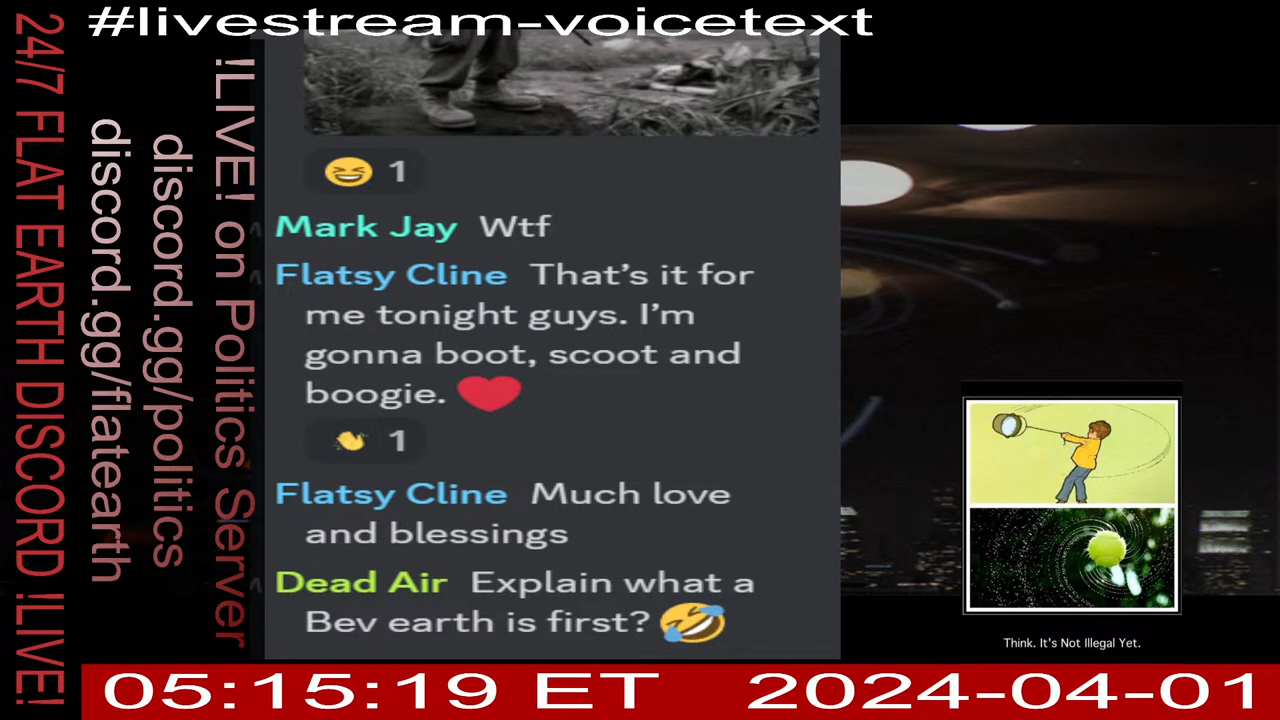 #livestream-voicetext
24/7 FLAT EARTH DISCORD !LIVE!
discord.gg/flatearth
discord.gg/politics
!LIVE! on Politics Server
1
Mark Jay Wtf
Flatsy Cline That’s it for
me tonight guys. I’m
gonna boot, scoot and
boogie. ❤️
1
Flatsy Cline Much love
and blessings
Dead Air Explain what a
Bev earth is first? 🤣
Think. It's Not Illegal Yet.
05:15:19 ET 2024-04-01